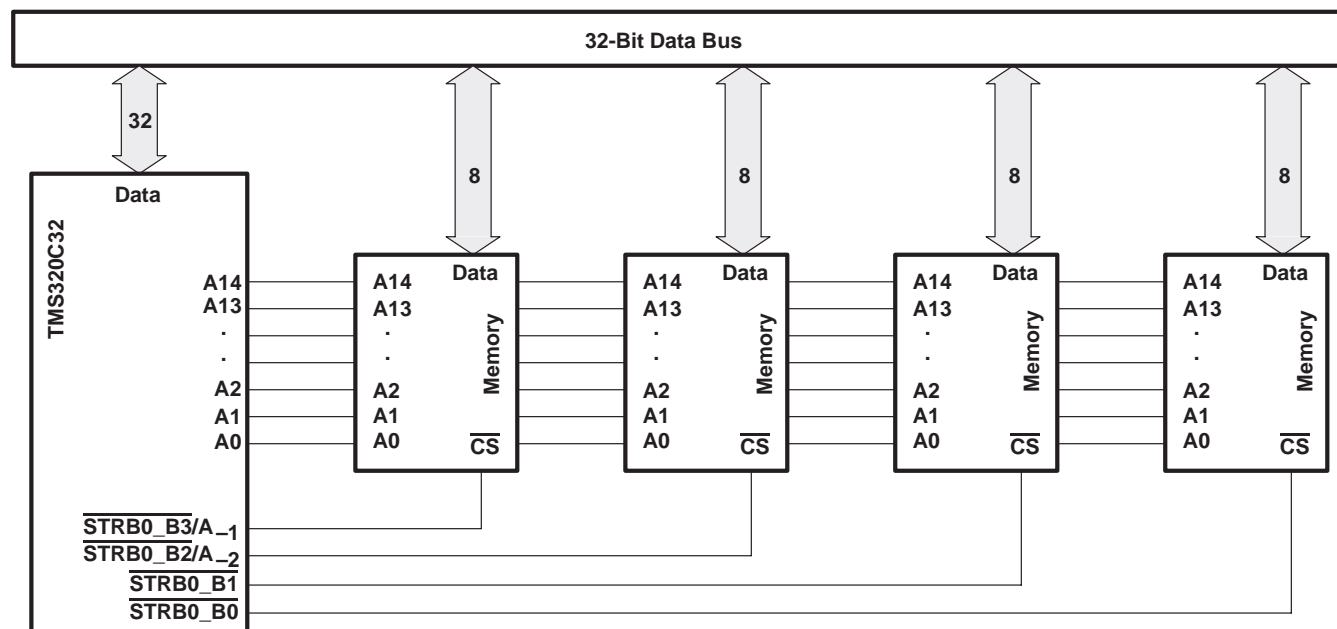 32-Bit Data Bus
32
8
8
8
8
Data
TMS320C32
A14
A13
.
.
A2
A1
A0
STRB0_B3/A–1
STRB0_B2/A–2
STRB0_B1
STRB0_B0
Data
Memory
A14
A13
.
.
A2
A1
A0
CS
Data
Memory
A14
A13
.
.
A2
A1
A0
CS
Data
Memory
A14
A13
.
.
A2
A1
A0
CS
Data
Memory
A14
A13
.
.
A2
A1
A0
CS